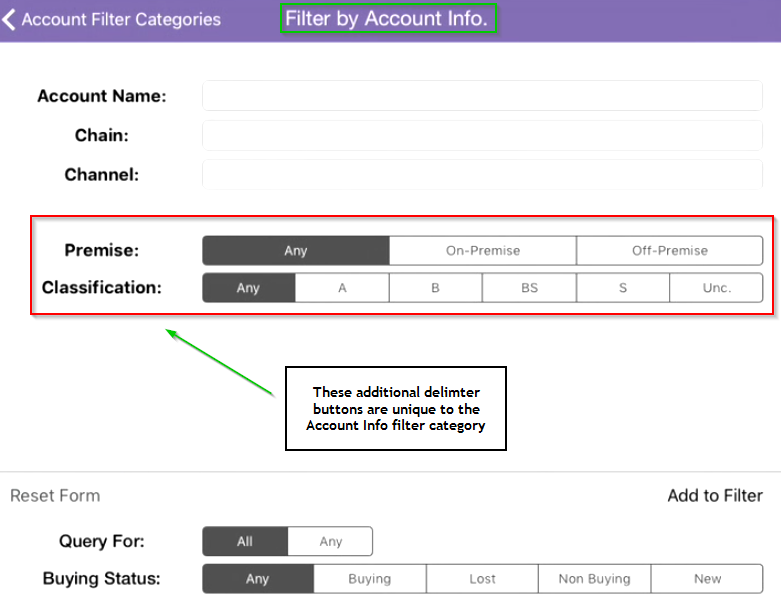 Account Filter Categories
Filter by Account Info.
Account Name:
Chain:
Channel:
Premise: Any On-Premise Off-Premise
Classification: Any A B BS S Unc.
These additional delimter
buttons are unique to the
Account Info filter category
Reset Form Add to Filter
Query For: All Any
Buying Status: Any Buying Lost Non Buying New